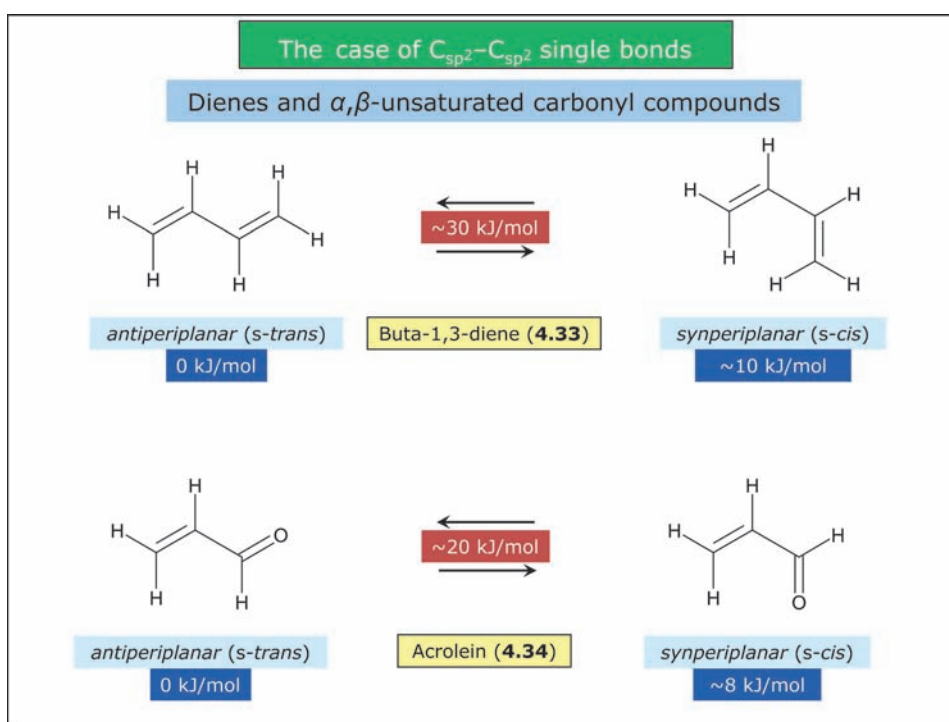 The case of Csp2–Csp2 single bonds
Dienes and α,β-unsaturated carbonyl compounds
H H H
H
~30 kJ/mol
H
H H
H
H
H
H H
antiperiplanar (s-trans)
Buta-1,3-diene (4.33)
synperiplanar (s-cis)
0 kJ/mol
~10 kJ/mol
H
H
O
~20 kJ/mol
H
H
H
H H
H
O
antiperiplanar (s-trans)
Acrolein (4.34)
synperiplanar (s-cis)
0 kJ/mol
~8 kJ/mol